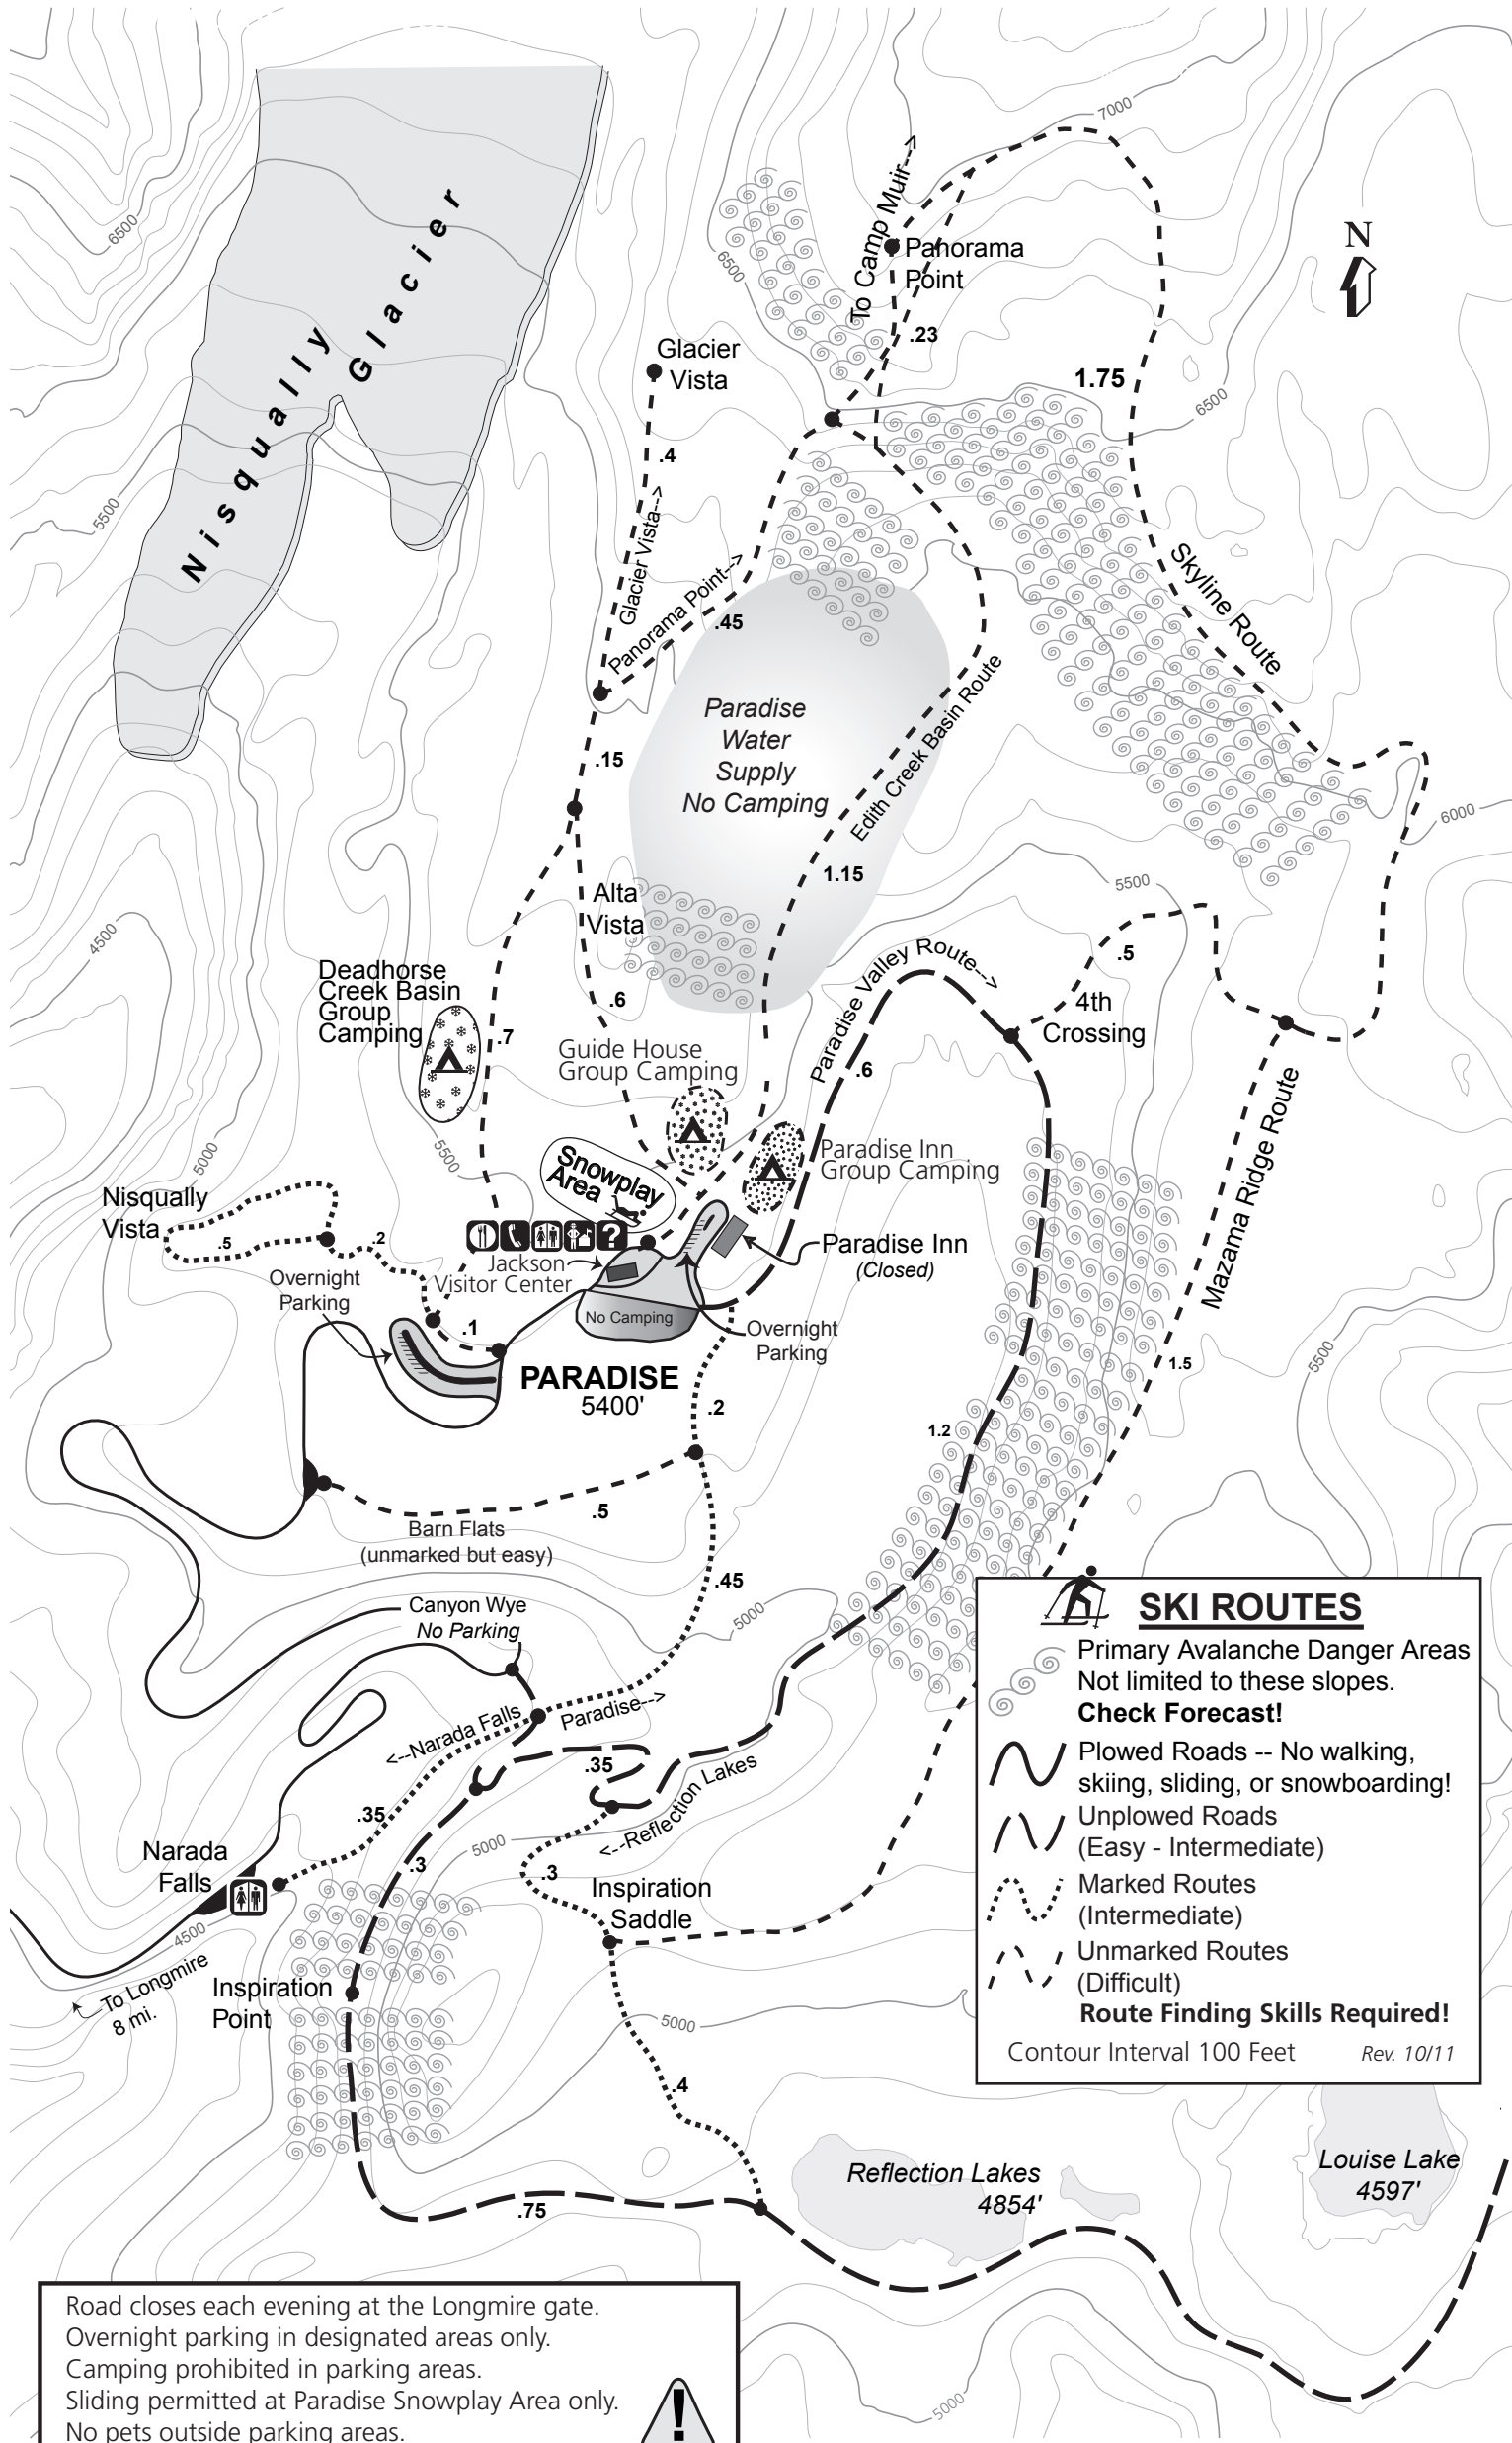 7000
To Camp Muir-->
N
6500
6500
Panorama
Point
.23
Glacier
Vista
1.75
6500
Nisqually
Glacier
.4
5500
Glacier Vista-->
Panorama Point-->
.45
Skyline Route
Paradise
Water
Supply
No Camping
Edith Creek Basin Route
.15
6000
1.15
5500
Alta
Vista
4500
Paradise Valley Route-->
.5
Deadhorse
Creek Basin
Group
Camping
.6
4th
Crossing
.7
Guide House
Group Camping
.6
Mazama Ridge Route
5500
5000
Snowplay
Area
Paradise Inn
Group Camping
Nisqually
Vista
.5
.2
?
Paradise Inn
(Closed)
Jackson
Visitor Center
Overnight
Parking
No Camping
.1
Overnight
Parking
PARADISE
5400'
5500
1.5
.2
1.2
.5
Barn Flats
(unmarked but easy)
.45
Canyon Wye
No Parking
5000
SKI ROUTES
Primary Avalanche Danger Areas
Not limited to these slopes.
Check Forecast!
Plowed Roads -- No walking,
skiing, sliding, or snowboarding!
Unplowed Roads
(Easy - Intermediate)
Marked Routes
(Intermediate)
Unmarked Routes
(Difficult)
Route Finding Skills Required!
Contour Interval 100 Feet
Rev. 10/11
<--Narada Falls
Paradise-->
.35
<--Reflection Lakes
.35
5000
Narada
Falls
.3
.3
Inspiration
Saddle
4500
To Longmire
8 mi.
Inspiration
Point
5000
.4
Reflection Lakes
4854'
Louise Lake
4597'
.75
5000
Road closes each evening at the Longmire gate.
Overnight parking in designated areas only.
Camping prohibited in parking areas.
Sliding permitted at Paradise Snowplay Area only.
No pets outside parking areas.
!